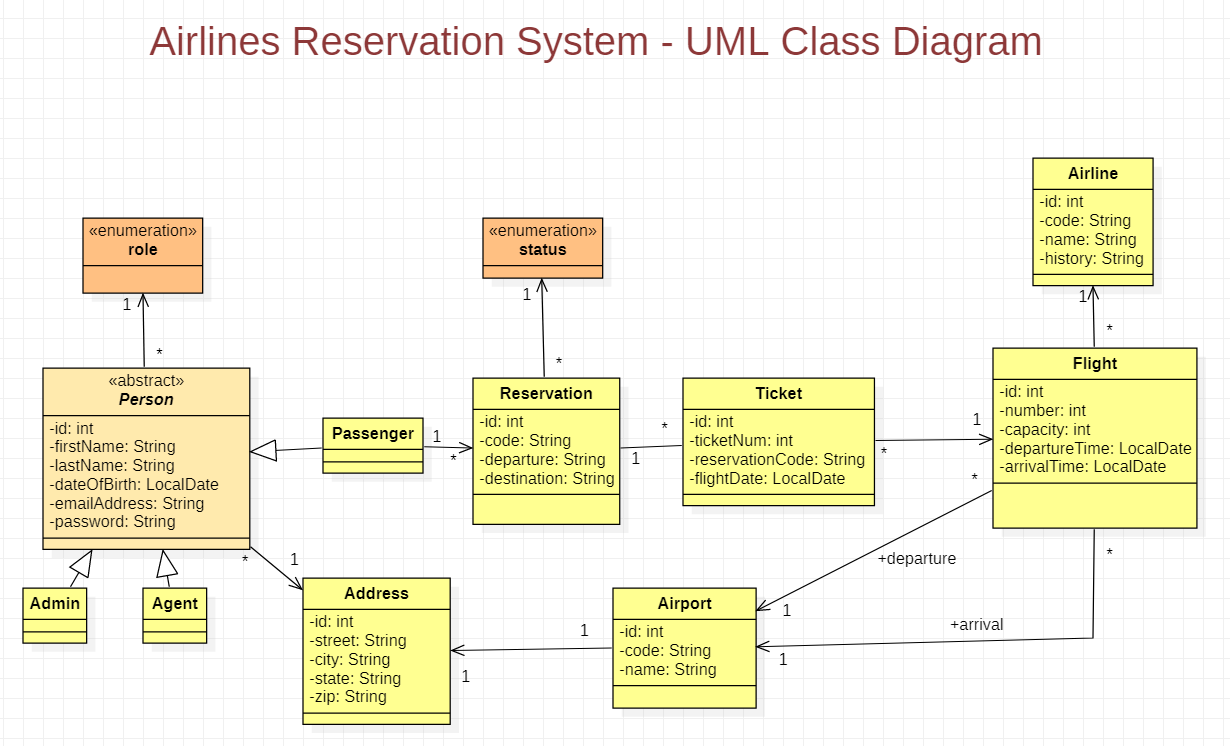 Airlines Reservation System - UML Class Diagram
Airline
-id: int
-code: String
-name: String
-history: String
«enumeration»
role
«enumeration»
status
1
*
1
*
1
*
«abstract»
Person
-id: int
-firstName: String
-lastName: String
-dateOfBirth: LocalDate
-emailAddress: String
-password: String
Passenger
1
*
Reservation
-id: int
-code: String
-departure: String
-destination: String
*
1
Ticket
-id: int
-ticketNum: int
-reservationCode: String
-flightDate: LocalDate
1
*
Flight
-id: int
-number: int
-capacity: int
-departureTime: LocalDate
-arrivalTime: LocalDate
*
*
+departure
1
+arrival
1
*
1
Admin
Agent
Address
-id: int
-street: String
-city: String
-state: String
-zip: String
1
1
Airport
-id: int
-code: String
-name: String